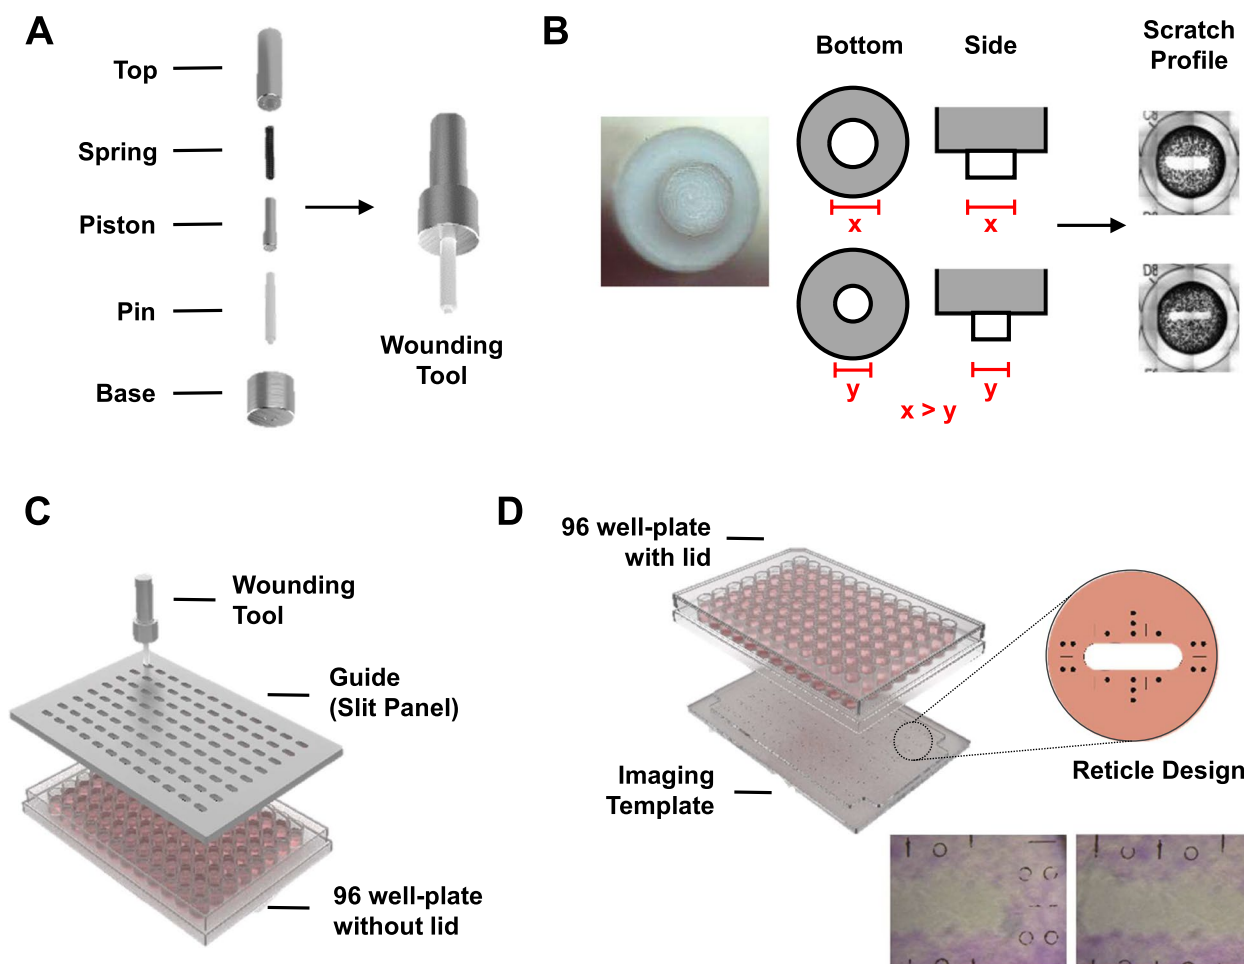 A
Top
Spring
Piston
Pin
Base
Wounding
Tool
B
Bottom
Side
Scratch
Profile
x
x
y
y
x > y
D8
C
Wounding
Tool
Guide
(Slit Panel)
96 well-plate
without lid
D
96 well-plate
with lid
Imaging
Template
Reticle Design